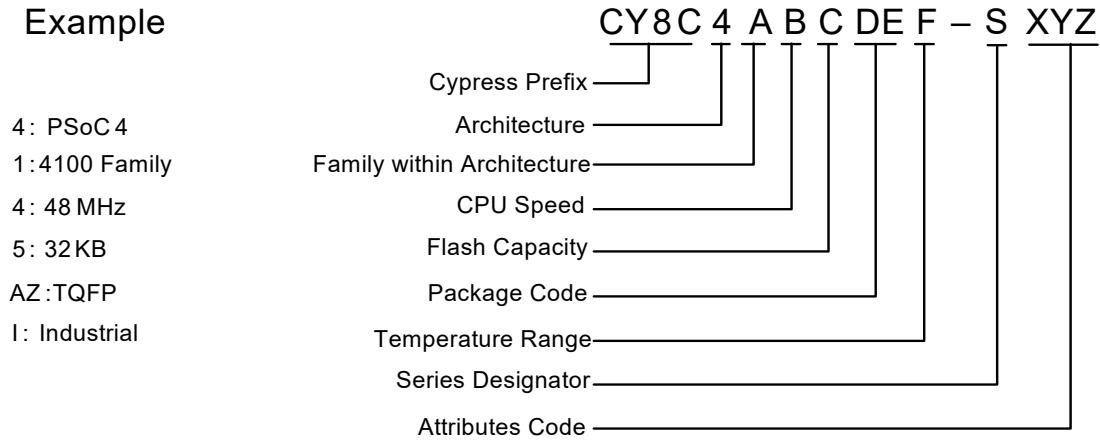 Example
CY8C 4 A B C DE F – S XYZ
Cypress Prefix
4: PSoC 4
Architecture
1:4100 Family
Family within Architecture
4: 48 MHz
CPU Speed
5: 32 KB
Flash Capacity
AZ:TQFP
Package Code
I: Industrial
Temperature Range
Series Designator
Attributes Code